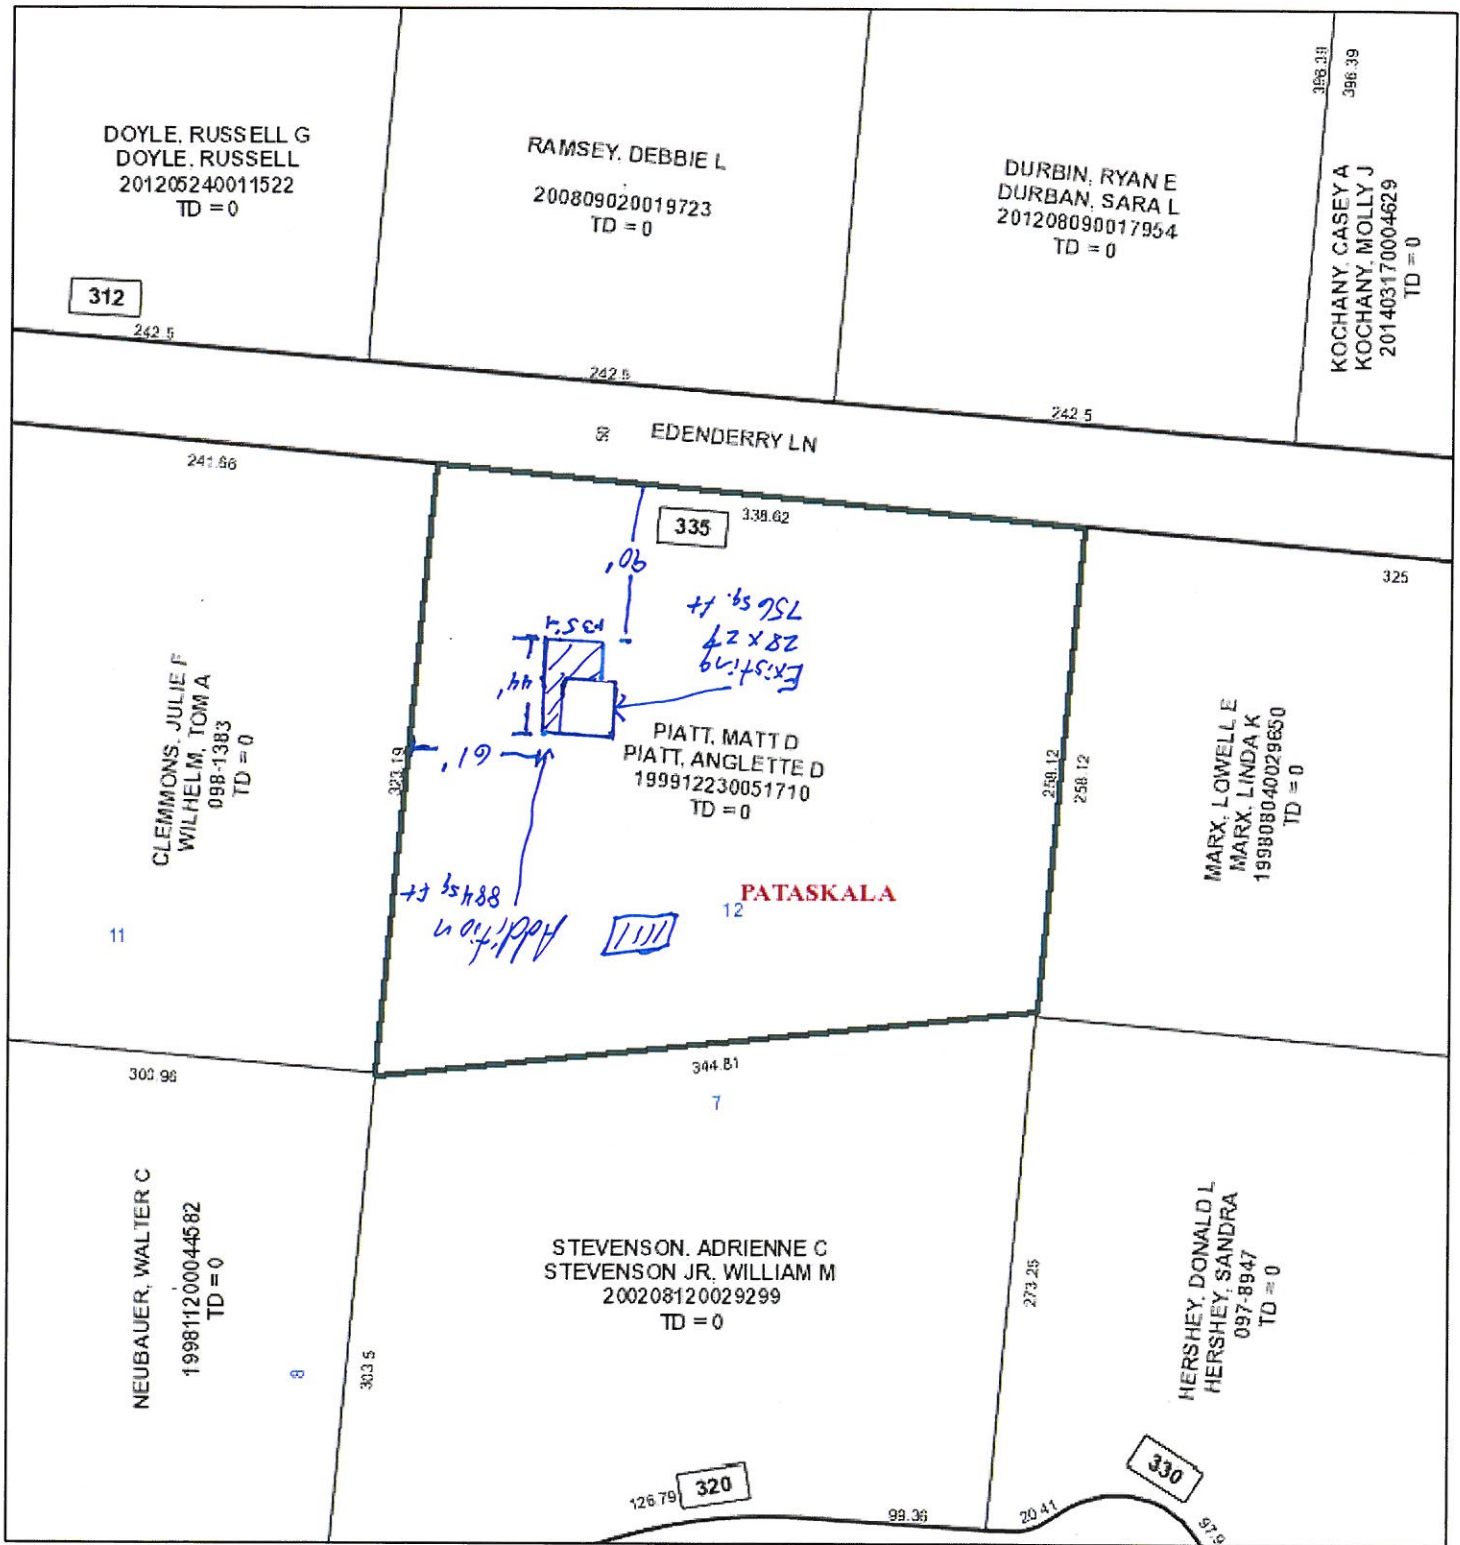 DOYLE, RUSSELL G
DOYLE, RUSSELL
201205240011522
TD = 0
312
242.5
RAMSEY, DEBBIE L
200809020019723
TD = 0
242.5
DURBIN, RYAN E
DURBAN, SARA L
201208090017954
TD = 0
242.5
398.39
398.39
KOCHANY, CASEY A
KOCHANY, MOLLY J
201403170004629
TD = 0
EDENDERRY LN
241.66
335
338.62
325
90'
Existing
28 x 27
756 sq. ft
44'
61'
Addition
884 sq ft
CLEMMONS, JULIE F
WILHELM, TOM A
098-1383
TD = 0
323.19
PIATT, MATT D
PIATT, ANGLETTE D
199912230051710
TD = 0
258.12
258.12
MARX, LOWELL E
MARX, LINDA K
199808040029650
TD = 0
PATASKALA
12
11
300.96
344.81
7
NEUBAUER, WALTER C
199811200044582
TD = 0
8
303.5
STEVENSON, ADRIENNE C
STEVENSON JR, WILLIAM M
200208120029299
TD = 0
273.25
HERSHEY, DONALD L
HERSHEY, SANDRA
097-8947
TD = 0
126.79
320
99.36
20.41
330
97.9